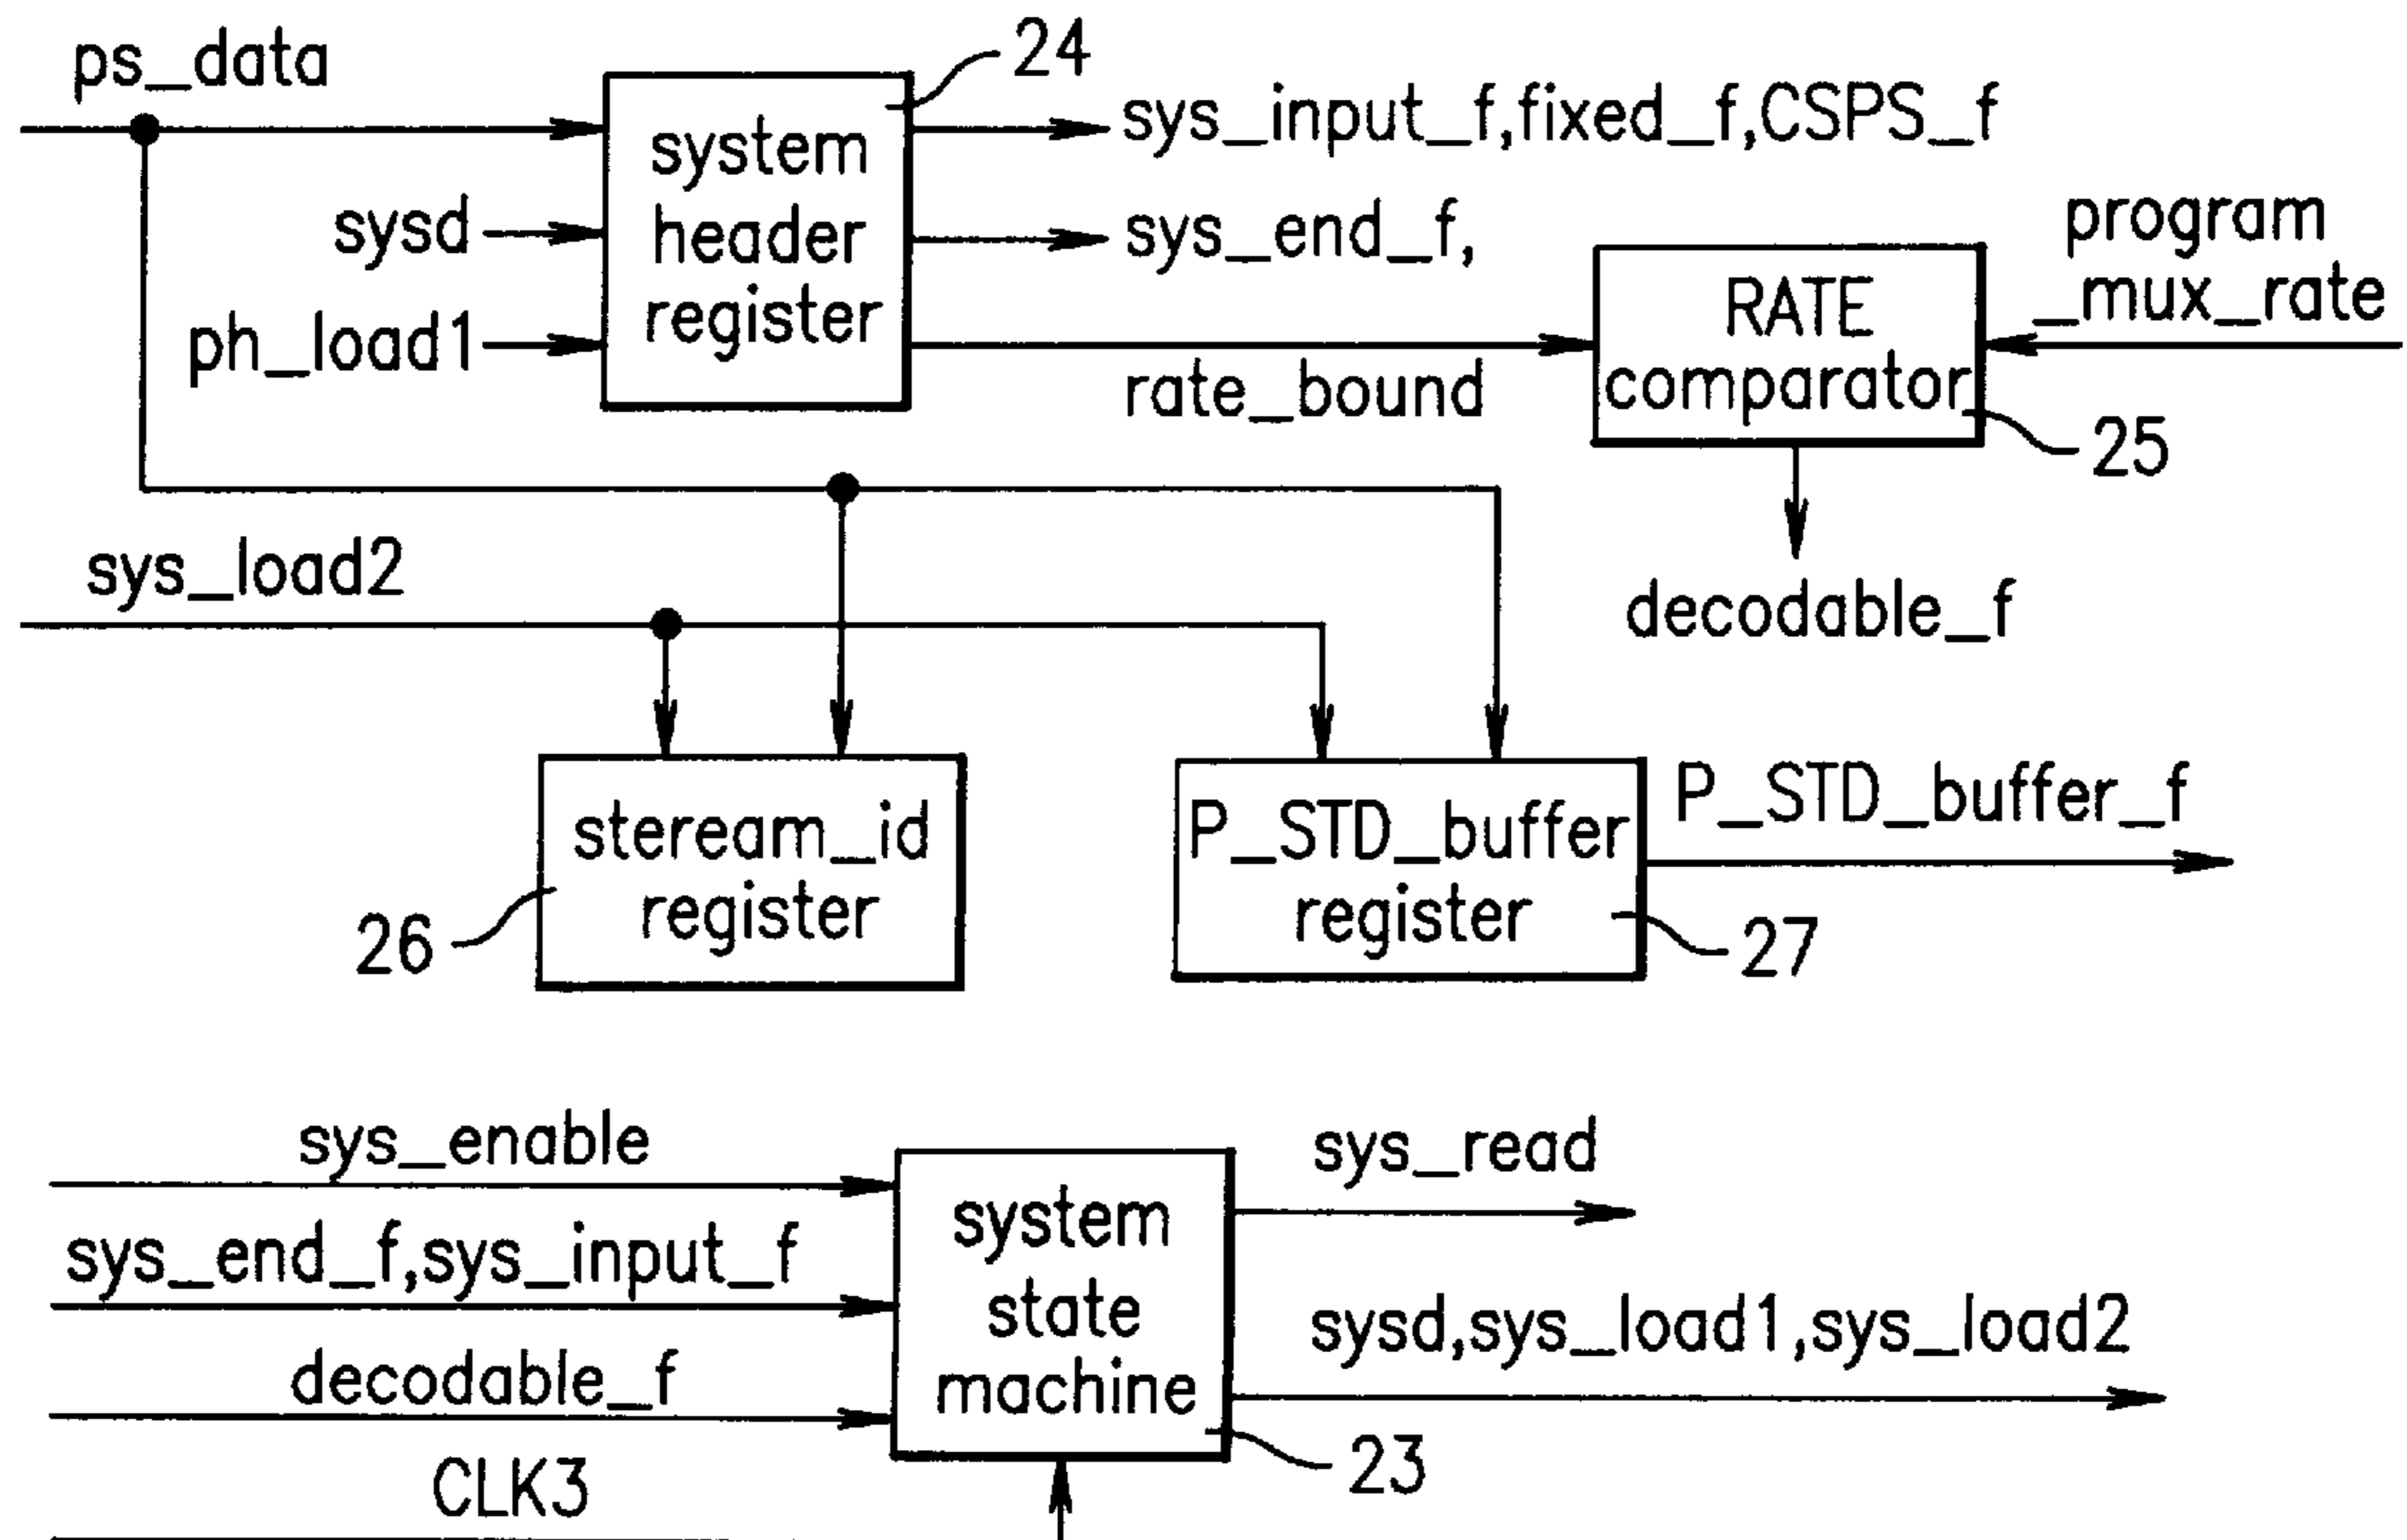 ps_data
24
system
header
register
sys_input_f,fixed_f,CSPS_f
sysd
sys_end_f,
ph_load1
rate_bound
program
_mux_rate
RATE
comparator
25
decodable_f
sys_load2
steream_id
register
26
P_STD_buffer
register
27
P_STD_buffer_f
sys_enable
sys_end_f,sys_input_f
decodable_f
CLK3
system
state
machine
23
sys_read
sysd,sys_load1,sys_load2